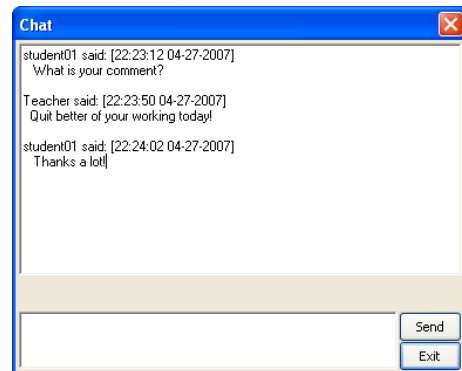 Chat
student01 said: [22:23:12 04-27-2007]
What is your comment?
Teacher said: [22:23:50 04-27-2007]
Quit better of your working today!
student01 said: [22:24:02 04-27-2007]
Thanks a lot!
Send
Exit